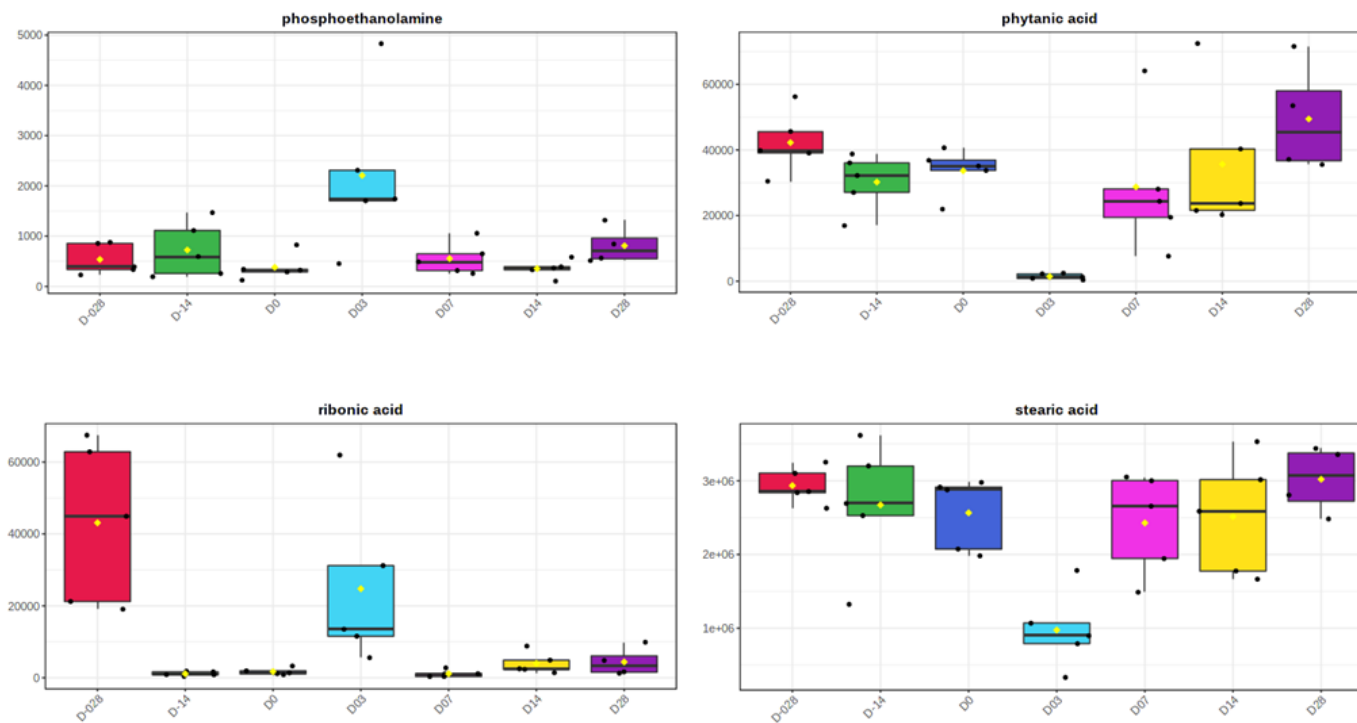 phosphoethanolamine
5000
4000
3000
2000
1000
0
D-028
D-14
D0
D03
D07
D14
D28
phytanic acid
60000
40000
20000
0
D-028
D-14
D0
D03
D07
D14
D28
ribonic acid
60000
40000
20000
0
D-028
D-14
D0
D03
D07
D14
D28
stearic acid
3e+06
2e+06
1e+06
D-028
D-14
D0
D03
D07
D14
D28